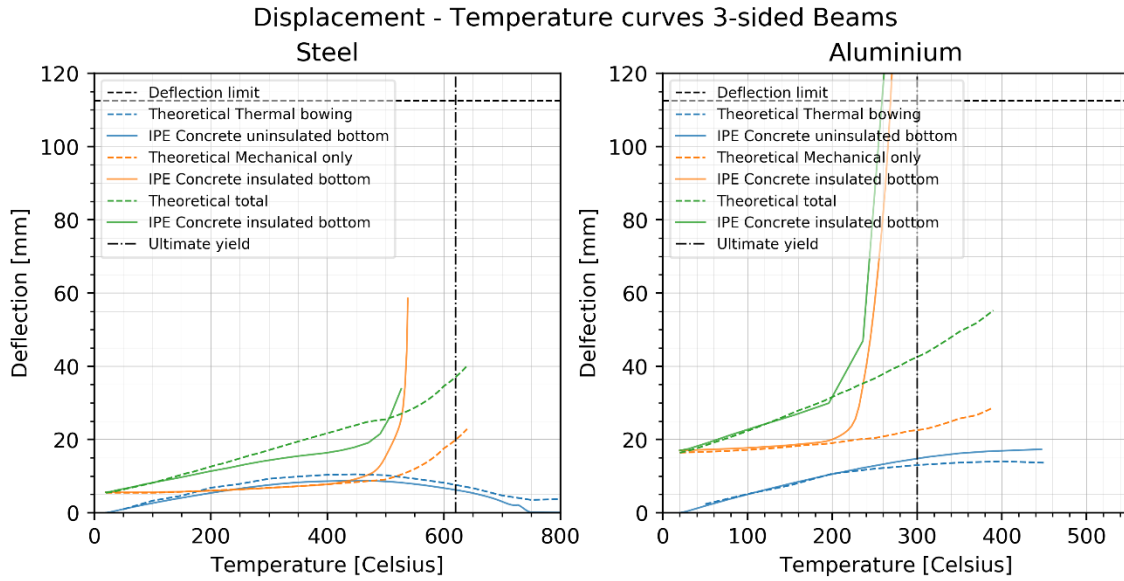 Displacement - Temperature curves 3-sided Beams
Steel
120
100
80
60
40
20
0
Deflection [mm]
Deflection limit
Theoretical Thermal bowing
IPE Concrete uninsulated bottom
Theoretical Mechanical only
IPE Concrete insulated bottom
Theoretical total
IPE Concrete insulated bottom
Ultimate yield
0 200 400 600 800
Temperature [Celsius]
Aluminium
120
100
80
60
40
20
0
Delfection [mm]
Deflection limit
Theoretical Thermal bowing
IPE Concrete uninsulated bottom
Theoretical Mechanical only
IPE Concrete insulated bottom
Theoretical total
IPE Concrete insulated bottom
Ultimate yield
0 100 200 300 400 500
Temperature [Celsius]